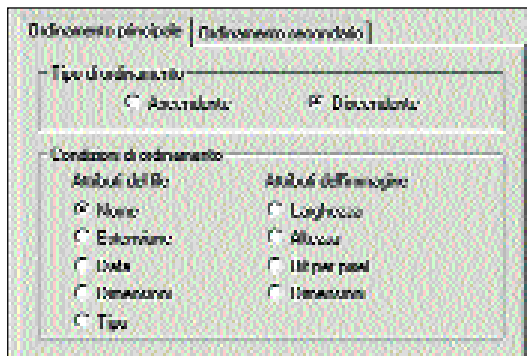 Ordinamento principale Ordinamento secondario
Tipo di ordinamento
Ascendente Discendente
Condizioni di ordinamento
Attributi del file Attributi dell'immagine
Nome Larghezza
Estensione Altezza
Data Bit per pixel
Dimensioni Dimensioni
Tipo